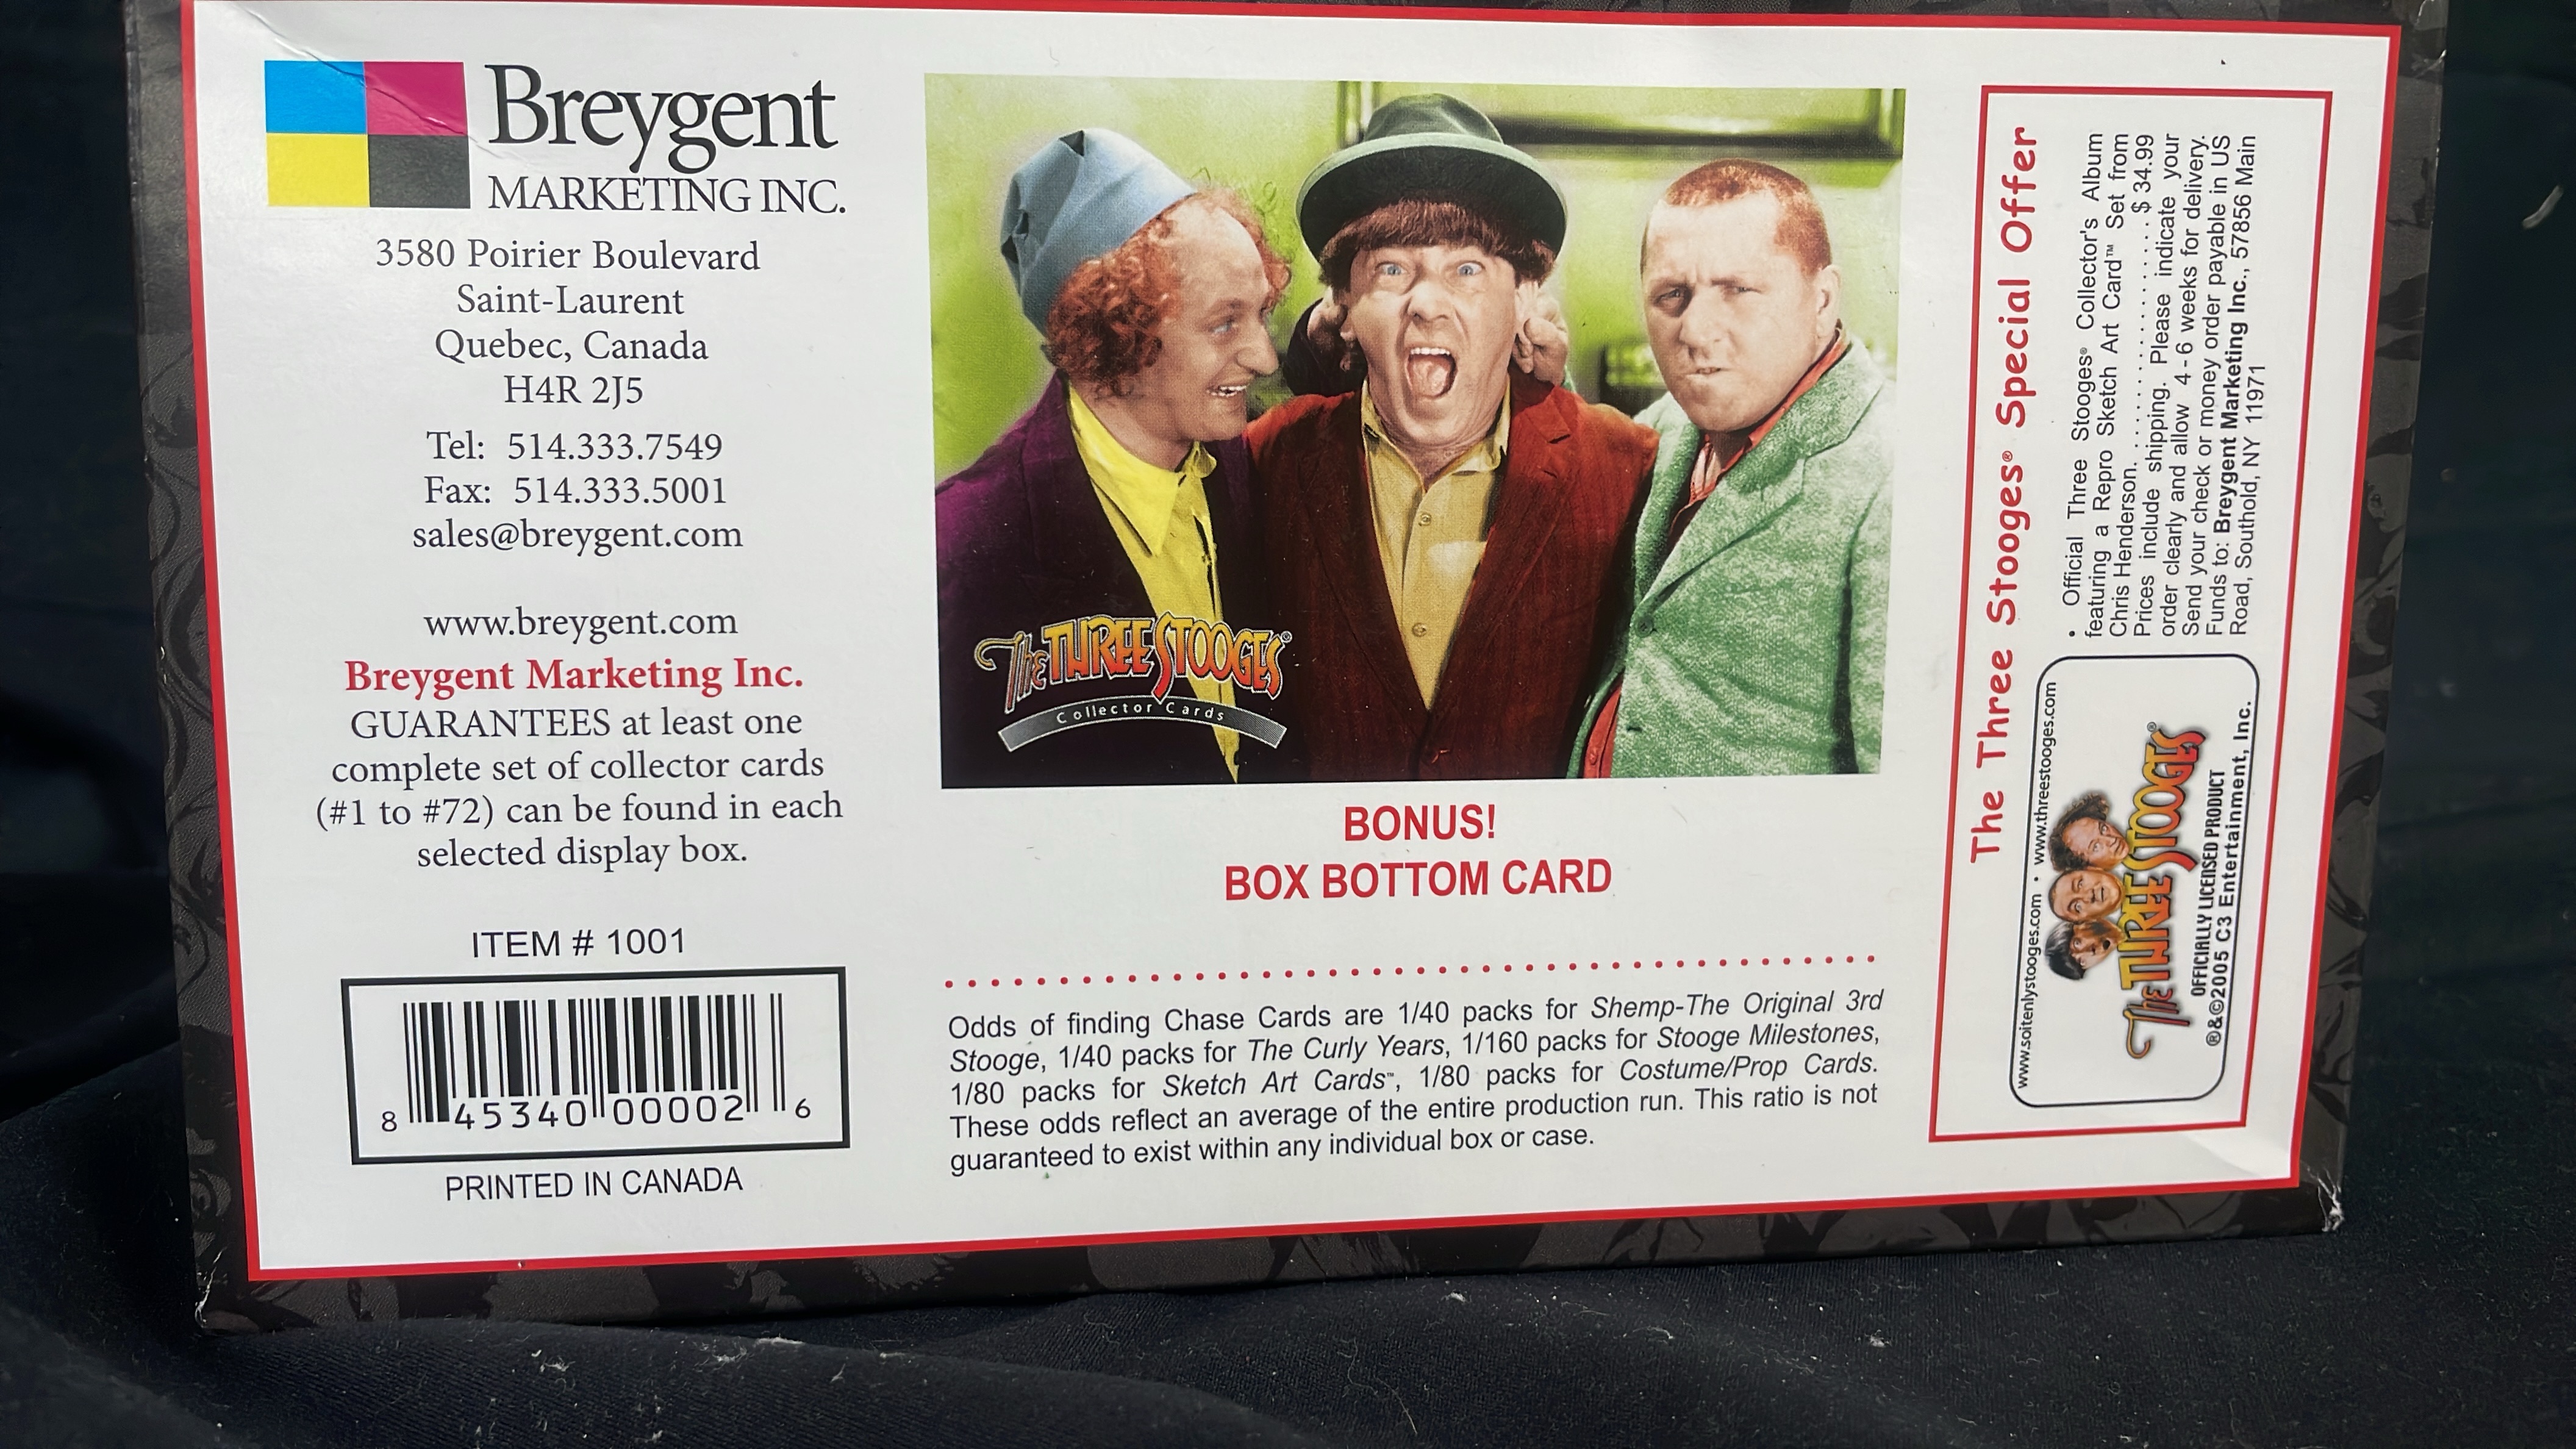 Breygent
MARKETING INC.
3580 Poirier Boulevard
Saint-Laurent
Quebec, Canada
H4R 2J5
Tel: 514.333.7549
Fax: 514.333.5001
sales@breygent.com
www.breygent.com
Breygent Marketing Inc.
GUARANTEES at least one
complete set of collector cards
(#1 to #72) can be found in each
selected display box.
ITEM # 1001
8 45340 00002 6
PRINTED IN CANADA
The THREE STOOGES®
Collector Cards
BONUS!
BOX BOTTOM CARD
Odds of finding Chase Cards are 1/40 packs for Shemp-The Original 3rd
Stooge, 1/40 packs for The Curly Years, 1/160 packs for Stooge Milestones,
1/80 packs for Sketch Art Cards™, 1/80 packs for Costume/Prop Cards.
These odds reflect an average of the entire production run. This ratio is not
guaranteed to exist within any individual box or case.
The Three Stooges® Special Offer
• Official Three Stooges® Collector's Album
featuring a Repro Sketch Art Card™ Set from
Chris Henderson. . . . . . . . . . . . . . . . . . . . . . $ 34.99
Prices include shipping. Please indicate your
order clearly and allow 4 - 6 weeks for delivery.
Send your check or money order payable in US
Funds to: Breygent Marketing Inc., 57856 Main
Road, Southold, NY 11971
www.soitenlystooges.com • www.threestooges.com
The THREE STOOGES®
OFFICIALLY LICENSED PRODUCT
®&©2005 C3 Entertainment, Inc.